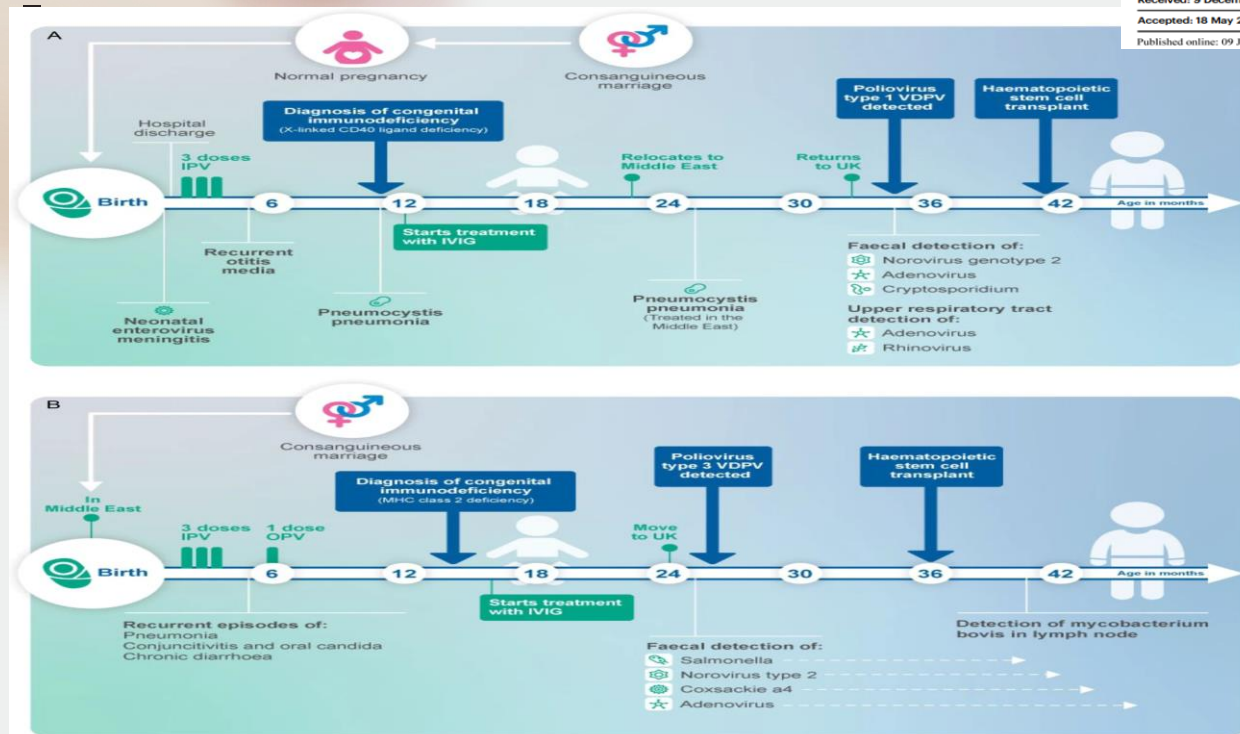 Accepted: 18 May 2
Published online: 09 J
A
Normal pregnancy
Consanguineous
marriage
Hospital
discharge
3 doses
IPV
Diagnosis of congenital
immunodeficiency
(X-linked CD40 ligand deficiency)
Relocates to
Middle East
Returns
to UK
Poliovirus
type 1 VDPV
detected
Haematopoietic
stem cell
transplant
Birth
6
12
18
24
30
36
42
Age in months
Starts treatment
with IVIG
Recurrent
otitis
media
Neonatal
enterovirus
meningitis
Pneumocystis
pneumonia
Pneumocystis
pneumonia
(Treated in the
Middle East)
Faecal detection of:
Norovirus genotype 2
Adenovirus
Cryptosporidium
Upper respiratory tract
detection of:
Adenovirus
Rhinovirus
B
Consanguineous
marriage
In
Middle East
3 doses
IPV
1 dose
OPV
Diagnosis of congenital
immunodeficiency
(MHC class 2 deficiency)
Move
to UK
Poliovirus
type 3 VDPV
detected
Haematopoietic
stem cell
transplant
Birth
6
12
18
24
30
36
42
Age in months
Starts treatment
with IVIG
Recurrent episodes of:
Pneumonia
Conjuncitivitis and oral candida
Chronic diarrhoea
Faecal detection of:
Salmonella
Norovirus type 2
Coxsackie a4
Adenovirus
Detection of mycobacterium
bovis in lymph node